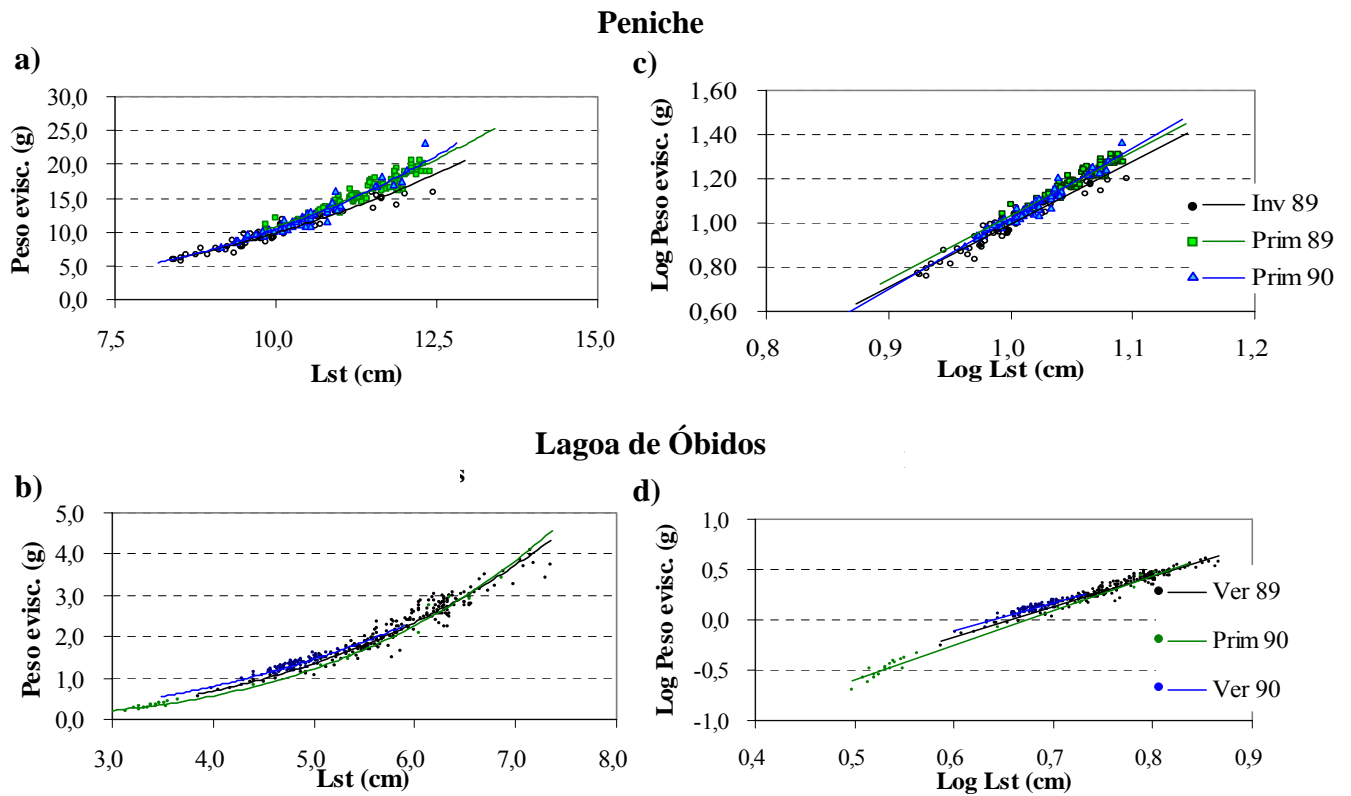 Peniche
a)
Peso evisc. (g)
30,0
25,0
20,0
15,0
10,0
5,0
0,0
7,5 10,0 12,5 15,0
Lst (cm)
c)
Log Peso evisc. (g)
1,60
1,40
1,20
1,00
0,80
0,60
0,8 0,9 1,0 1,1 1,2
Log Lst (cm)
Inv 89
Prim 89
Prim 90
Lagoa de Óbidos
s
b)
Peso evisc. (g)
5,0
4,0
3,0
2,0
1,0
0,0
3,0 4,0 5,0 6,0 7,0 8,0
Lst (cm)
d)
Log Peso evisc. (g)
1,0
0,5
0,0
-0,5
-1,0
0,4 0,5 0,6 0,7 0,8 0,9
Log Lst (cm)
Ver 89
Prim 90
Ver 90